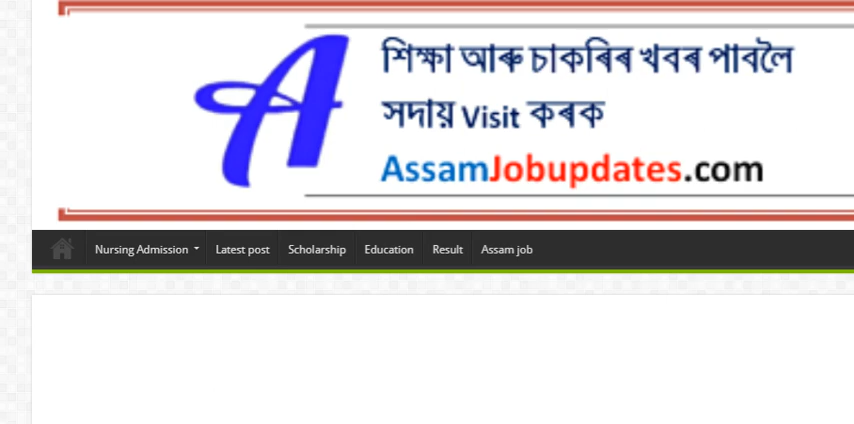 শিক্ষা আৰু চাকৰিৰ খবৰ পাবলৈ
সদায় Visit কৰক
AssamJobupdates.com
Nursing Admission Latest post Scholarship Education Result Assam job